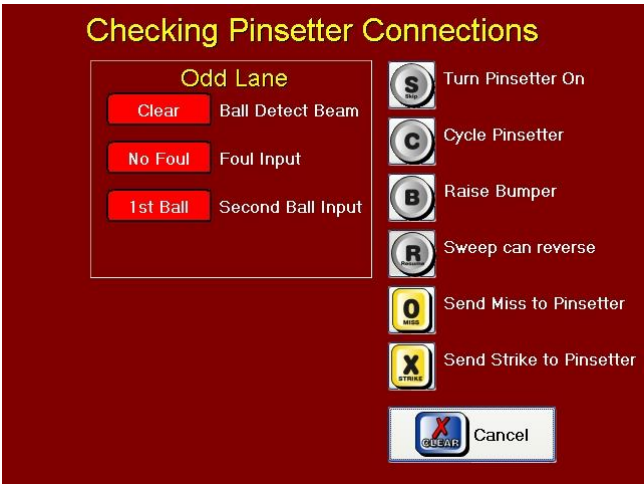 Checking Pinsetter Connections
Odd Lane
Clear Ball Detect Beam
No Foul Foul Input
1st Ball Second Ball Input
S Skip Turn Pinsetter On
C Cycle Pinsetter
B Raise Bumper
R Resume Sweep can reverse
O MISS Send Miss to Pinsetter
X STRIKE Send Strike to Pinsetter
X CLEAR Cancel